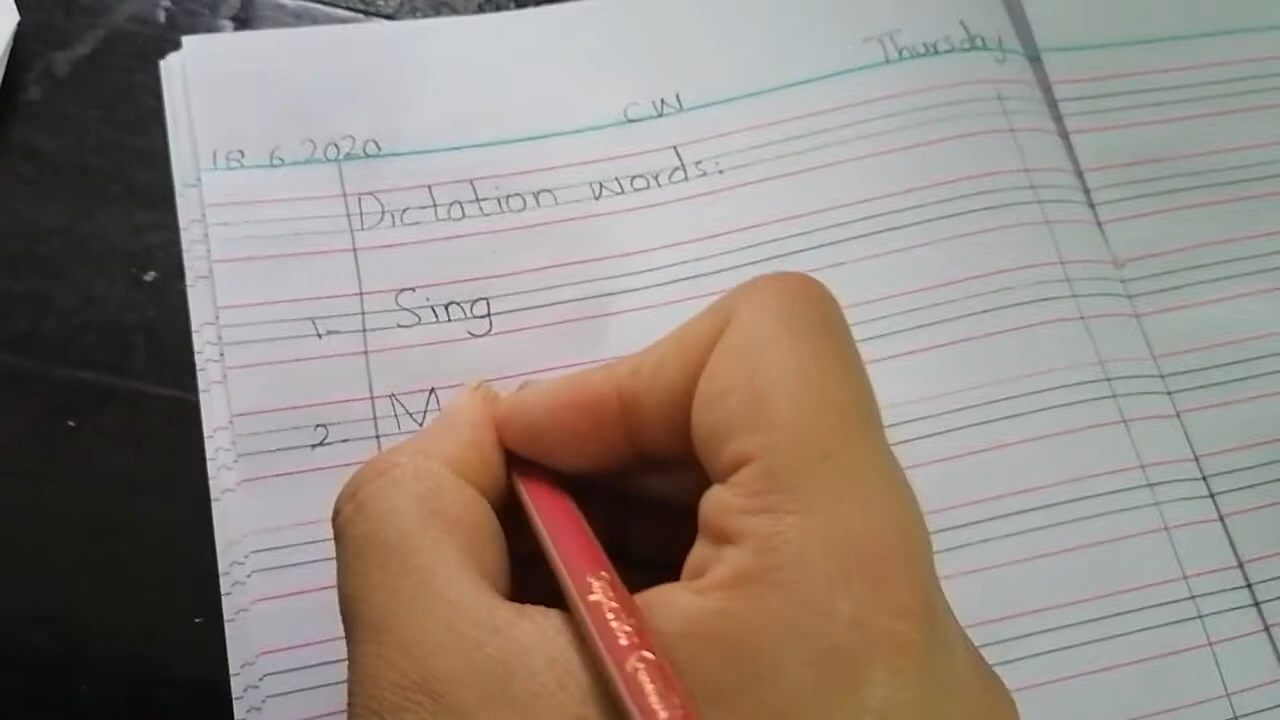 Thursday
CW
18 6 2020
Dictation words:
1- Sing
2- M